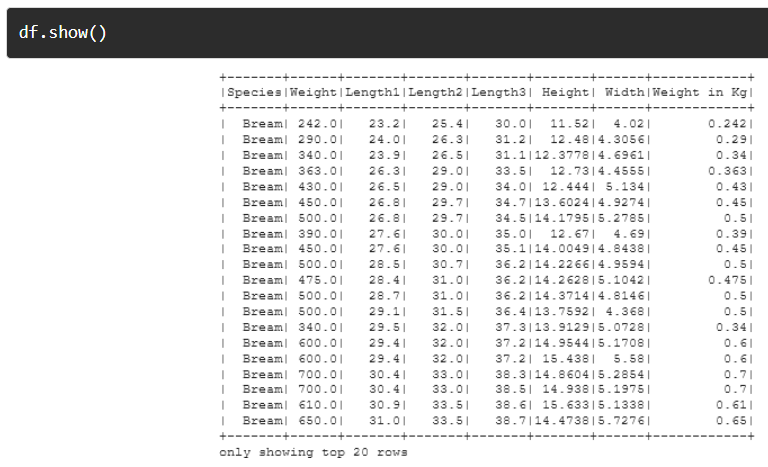 df.show()
+-------+------+-------+-------+-------+-------+------+------------+
|Species|Weight|Length1|Length2|Length3| Height| Width|Weight in Kg|
+-------+------+-------+-------+-------+-------+------+------------+
|  Bream| 242.0|   23.2|   25.4|   30.0|  11.52|  4.02|       0.242|
|  Bream| 290.0|   24.0|   26.3|   31.2|  12.48|4.3056|        0.29|
|  Bream| 340.0|   23.9|   26.5|   31.1|12.3778|4.6961|        0.34|
|  Bream| 363.0|   26.3|   29.0|   33.5|  12.73|4.4555|       0.363|
|  Bream| 430.0|   26.5|   29.0|   34.0| 12.444| 5.134|        0.43|
|  Bream| 450.0|   26.8|   29.7|   34.7|13.6024|4.9274|        0.45|
|  Bream| 500.0|   26.8|   29.7|   34.5|14.1795|5.2785|         0.5|
|  Bream| 390.0|   27.6|   30.0|   35.0|  12.67|  4.69|        0.39|
|  Bream| 450.0|   27.6|   30.0|   35.1|14.0049|4.8438|        0.45|
|  Bream| 500.0|   28.5|   30.7|   36.2|14.2266|4.9594|         0.5|
|  Bream| 475.0|   28.4|   31.0|   36.2|14.2628|5.1042|       0.475|
|  Bream| 500.0|   28.7|   31.0|   36.2|14.3714|4.8146|         0.5|
|  Bream| 500.0|   29.1|   31.5|   36.4|13.7592| 4.368|         0.5|
|  Bream| 340.0|   29.5|   32.0|   37.3|13.9129|5.0728|        0.34|
|  Bream| 600.0|   29.4|   32.0|   37.2|14.9544|5.1708|         0.6|
|  Bream| 600.0|   29.4|   32.0|   37.2| 15.438|  5.58|         0.6|
|  Bream| 700.0|   30.4|   33.0|   38.3|14.8604|5.2854|         0.7|
|  Bream| 700.0|   30.4|   33.0|   38.5| 14.938|5.1975|         0.7|
|  Bream| 610.0|   30.9|   33.5|   38.6| 15.633|5.1338|        0.61|
|  Bream| 650.0|   31.0|   33.5|   38.7|14.4738|5.7276|        0.65|
+-------+------+-------+-------+-------+-------+------+------------+
only showing top 20 rows